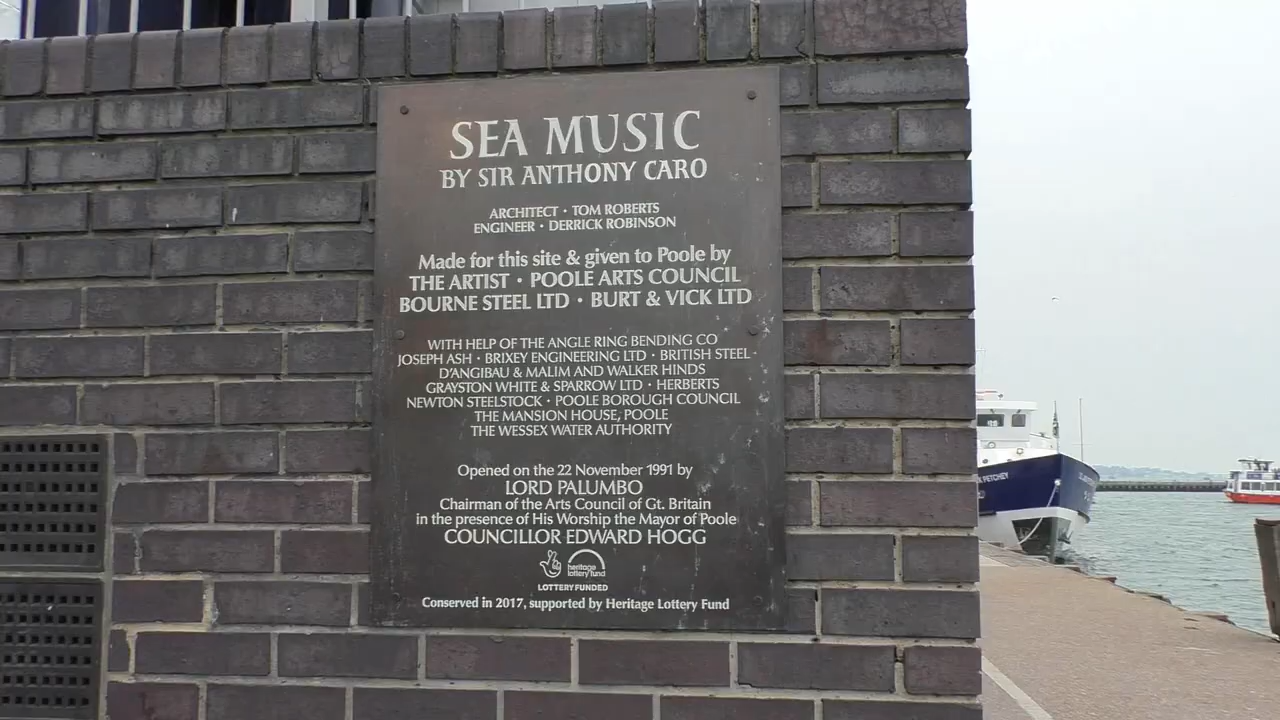 SEA MUSIC
BY SIR ANTHONY CARO
ARCHITECT · TOM ROBERTS
ENGINEER · DERRICK ROBINSON
Made for this site & given to Poole by
THE ARTIST · POOLE ARTS COUNCIL
BOURNE STEEL LTD · BURT & VICK LTD
WITH HELP OF THE ANGLE RING BENDING CO
JOSEPH ASH · BRIXEY ENGINEERING LTD · BRITISH STEEL ·
D'ANGIBAU & MALIM AND WALKER HINDS
GRAYSTON WHITE & SPARROW LTD · HERBERTS
NEWTON STEELSTOCK · POOLE BOROUGH COUNCIL
THE MANSION HOUSE, POOLE
THE WESSEX WATER AUTHORITY
Opened on the 22 November 1991 by
LORD PALUMBO
Chairman of the Arts Council of Gt. Britain
in the presence of His Worship the Mayor of Poole
COUNCILLOR EDWARD HOGG
heritage
lottery fund
LOTTERY FUNDED
Conserved in 2017, supported by Heritage Lottery Fund
PETCHEY